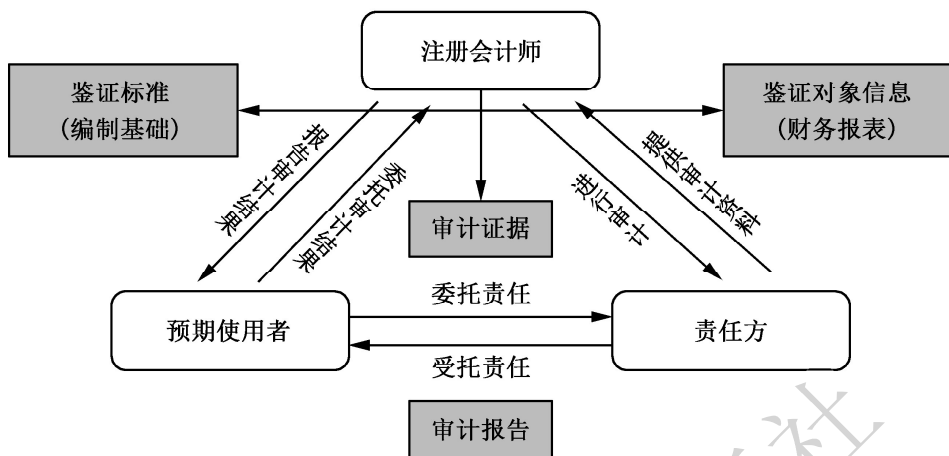 注册会计师
鉴证标准
(编制基础)
鉴证对象信息
(财务报表)
报告审计结果
委托审计结果
进行审计
提供审计资料
审计证据
预期使用者
委托责任
受托责任
责任方
审计报告
社